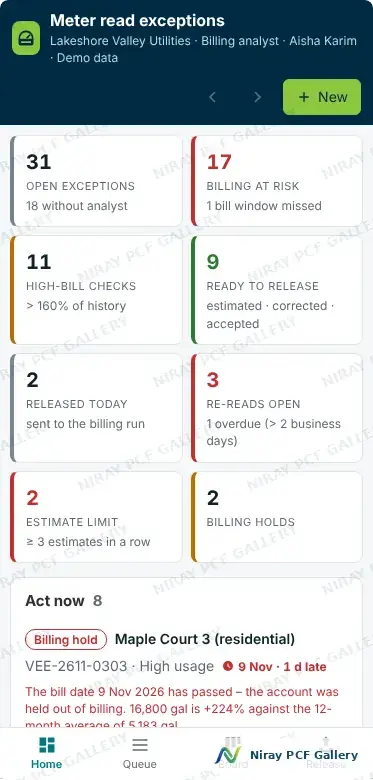 Meter read exceptions
Lakeshore Valley Utilities · Billing analyst · Aisha Karim
· Demo data
+ New
31
OPEN EXCEPTIONS
18 without analyst
17
BILLING AT RISK
1 bill window missed
11
HIGH-BILL CHECKS
> 160% of history
9
READY TO RELEASE
estimated · corrected ·
accepted
2
RELEASED TODAY
sent to the billing run
3
RE-READS OPEN
1 overdue (> 2 business
days)
2
ESTIMATE LIMIT
≥ 3 estimates in a row
2
BILLING HOLDS
Act now 8
Billing hold Maple Court 3 (residential)
VEE-2611-0303 · High usage 9 Nov · 1 d late
The bill date 9 Nov 2026 has passed – the account was
held out of billing. 16,800 gal is +224% against the 12-
month average of 5,183 gal
Home
Queue
Board
Release
Niray PCF Gallery
NIRAY PCF GALLERY